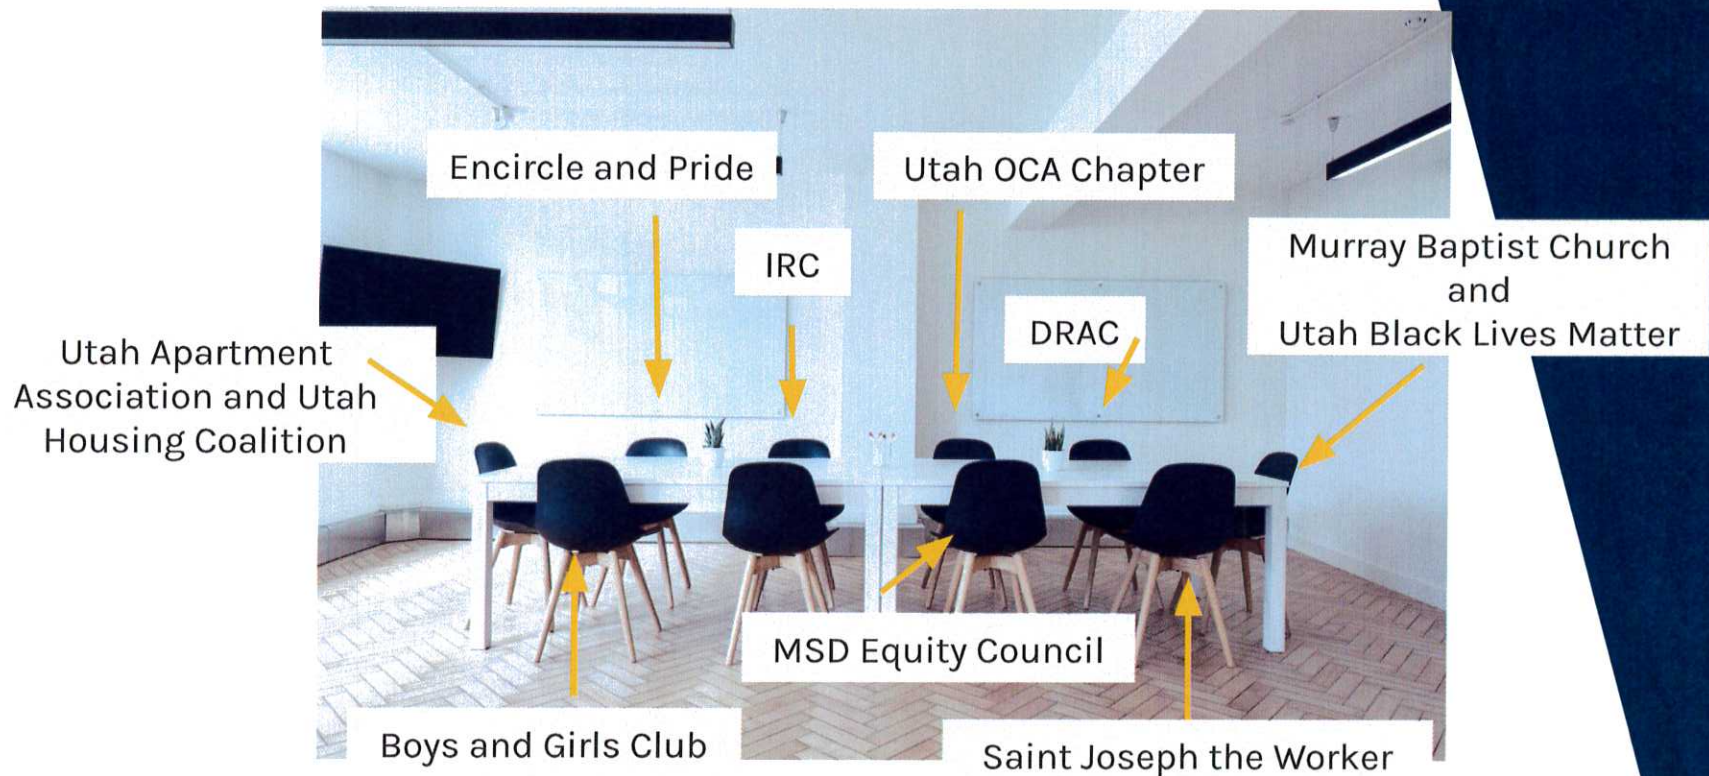 Encircle and Pride
Utah OCA Chapter
IRC
Murray Baptist Church
and
Utah Black Lives Matter
DRAC
Utah Apartment
Association and Utah
Housing Coalition
MSD Equity Council
Boys and Girls Club
Saint Joseph the Worker